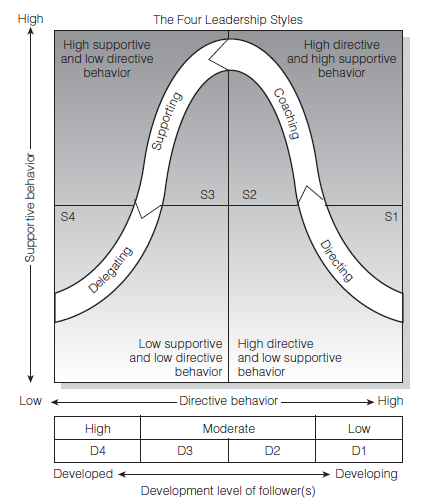 High
The Four Leadership Styles
High supportive
and low directive
behavior
High directive
and high supportive
behavior
Supporting
Coaching
Supportive behavior
S3
S2
S4
S1
Delegating
Directing
Low supportive
and low directive
behavior
High directive
and low supportive
behavior
Low
Directive behavior
High
High
Moderate
Low
D4
D3
D2
D1
Developed
Developing
Development level of follower(s)